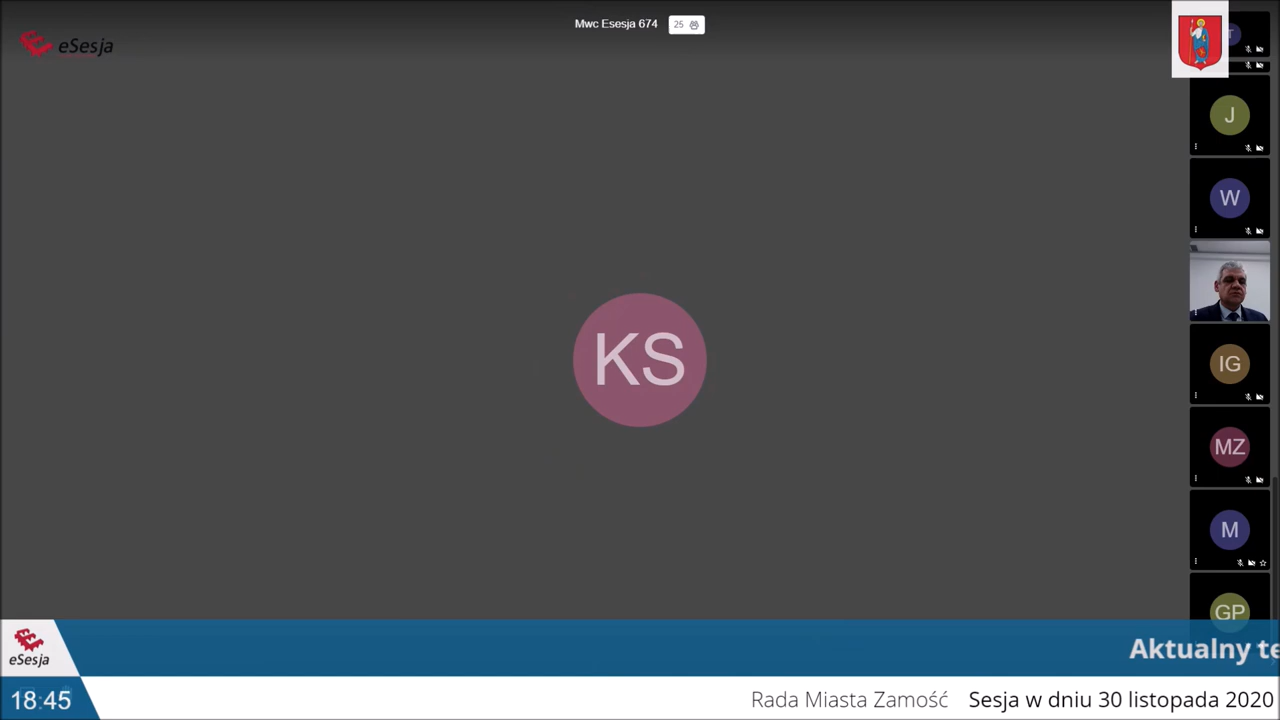 Mwc Esesja 674 25
eSesja
T
J
W
IG
MZ
M
GP
KS
Aktualny te
eSesja
18:45
Rada Miasta Zamość Sesja w dniu 30 listopada 2020